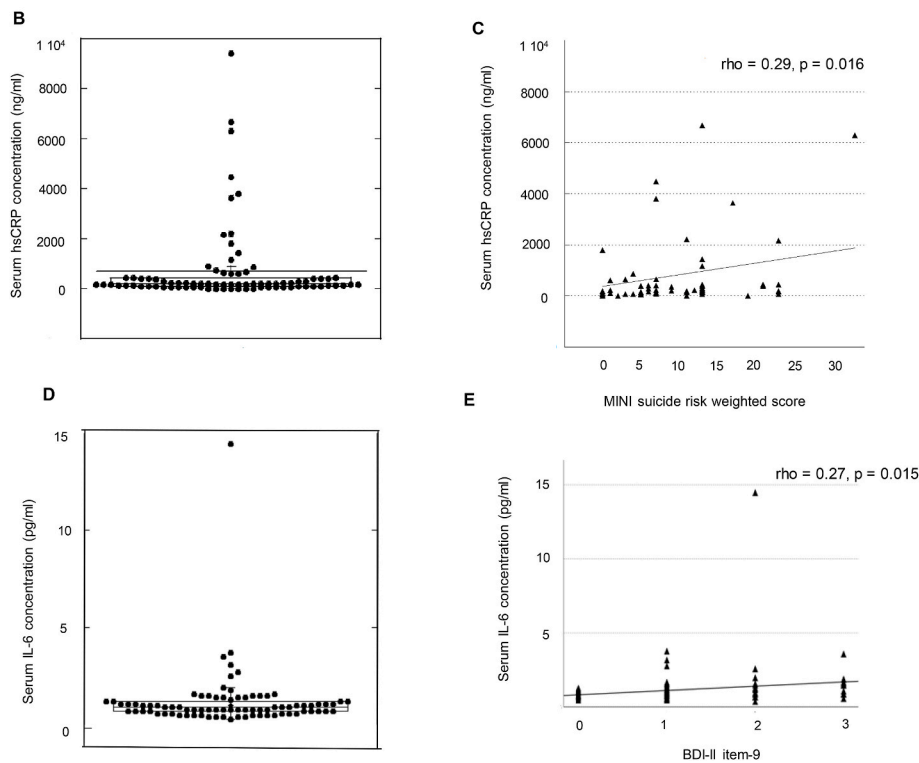 B
1 10⁴
8000
6000
4000
2000
0
Serum hsCRP concentration (ng/ml)
C
1 10⁴
rho = 0.29, p = 0.016
8000
6000
4000
2000
0
Serum hsCRP concentration (ng/ml)
0 5 10 15 20 25 30
MINI suicide risk weighted score
D
15
10
5
0
Serum IL-6 concentration (pg/ml)
E
rho = 0.27, p = 0.015
15
10
5
Serum IL-6 concentration (pg/ml)
0 1 2 3
BDI-II item-9